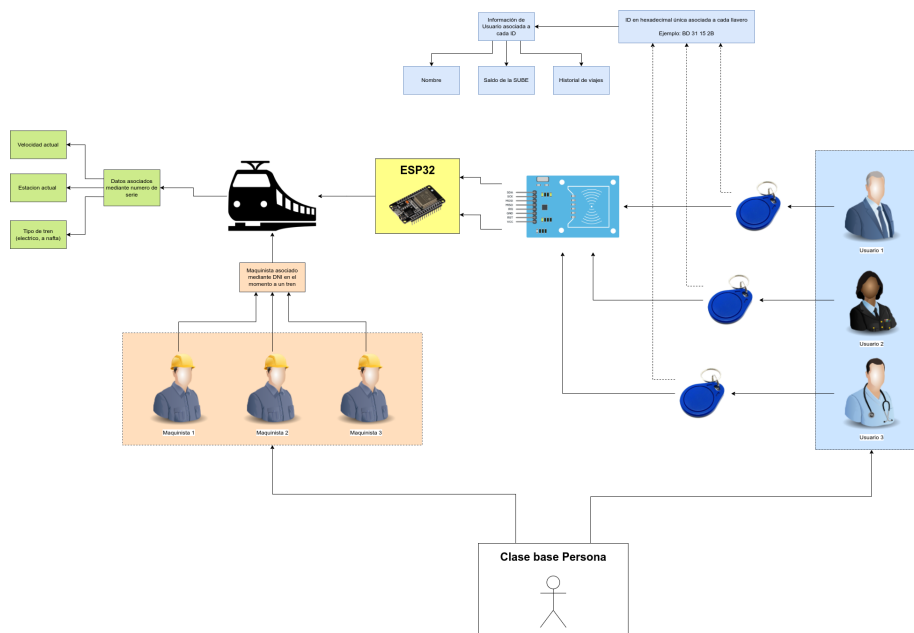 Información de
Usuario asociada a
cada ID
ID en hexadecimal única asociada a cada llavero
Ejemplo: BD 31 15 2B
Nombre
Saldo de la SUBE
Historial de viajes
Velocidad actual
Estacion actual
Tipo de tren
(electrico, a nafta)
Datos asociados
mediante numero de
serie
ESP32
Maquinista asociado
mediante DNI en el
momento a un tren
Usuario 1
Usuario 2
Usuario 3
Maquinista 1
Maquinista 2
Maquinista 3
Clase base Persona